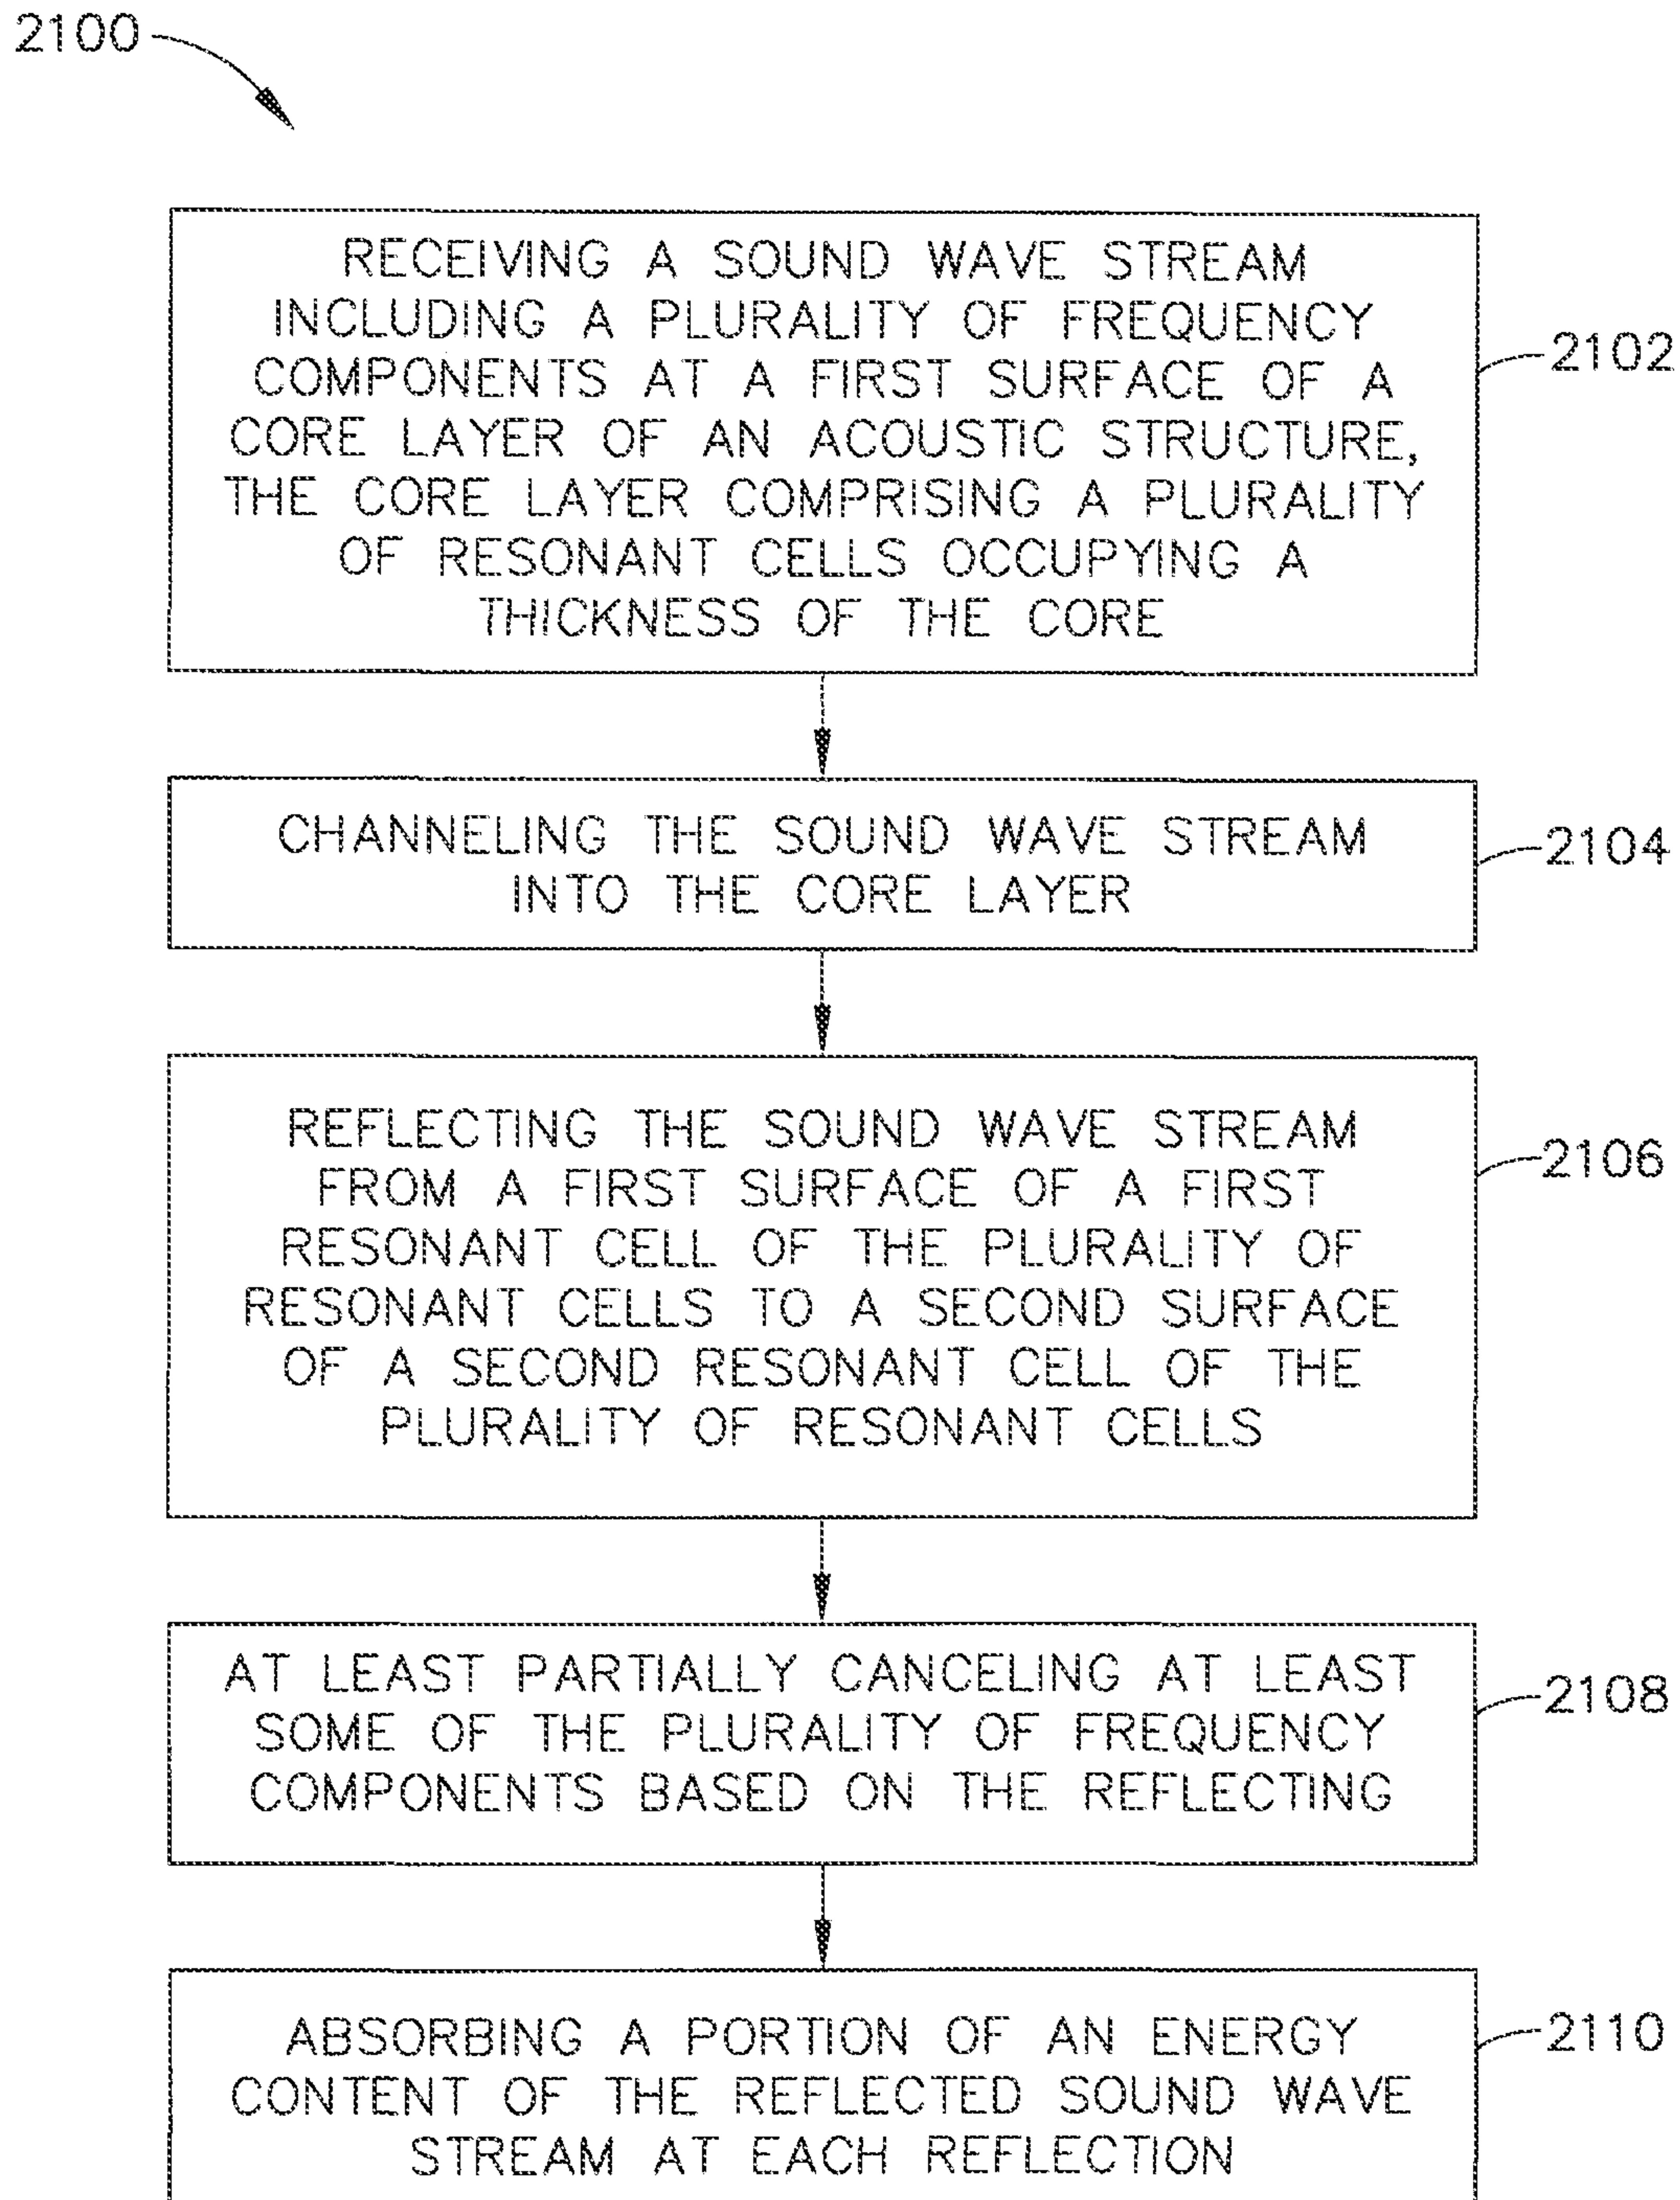 2100
RECEIVING A SOUND WAVE STREAM
INCLUDING A PLURALITY OF FREQUENCY
COMPONENTS AT A FIRST SURFACE OF A
CORE LAYER OF AN ACOUSTIC STRUCTURE,
THE CORE LAYER COMPRISING A PLURALITY
OF RESONANT CELLS OCCUPYING A
THICKNESS OF THE CORE
2102
CHANNELING THE SOUND WAVE STREAM
INTO THE CORE LAYER
2104
REFLECTING THE SOUND WAVE STREAM
FROM A FIRST SURFACE OF A FIRST
RESONANT CELL OF THE PLURALITY OF
RESONANT CELLS TO A SECOND SURFACE
OF A SECOND RESONANT CELL OF THE
PLURALITY OF RESONANT CELLS
2106
AT LEAST PARTIALLY CANCELING AT LEAST
SOME OF THE PLURALITY OF FREQUENCY
COMPONENTS BASED ON THE REFLECTING
2108
ABSORBING A PORTION OF AN ENERGY
CONTENT OF THE REFLECTED SOUND WAVE
STREAM AT EACH REFLECTION
2110